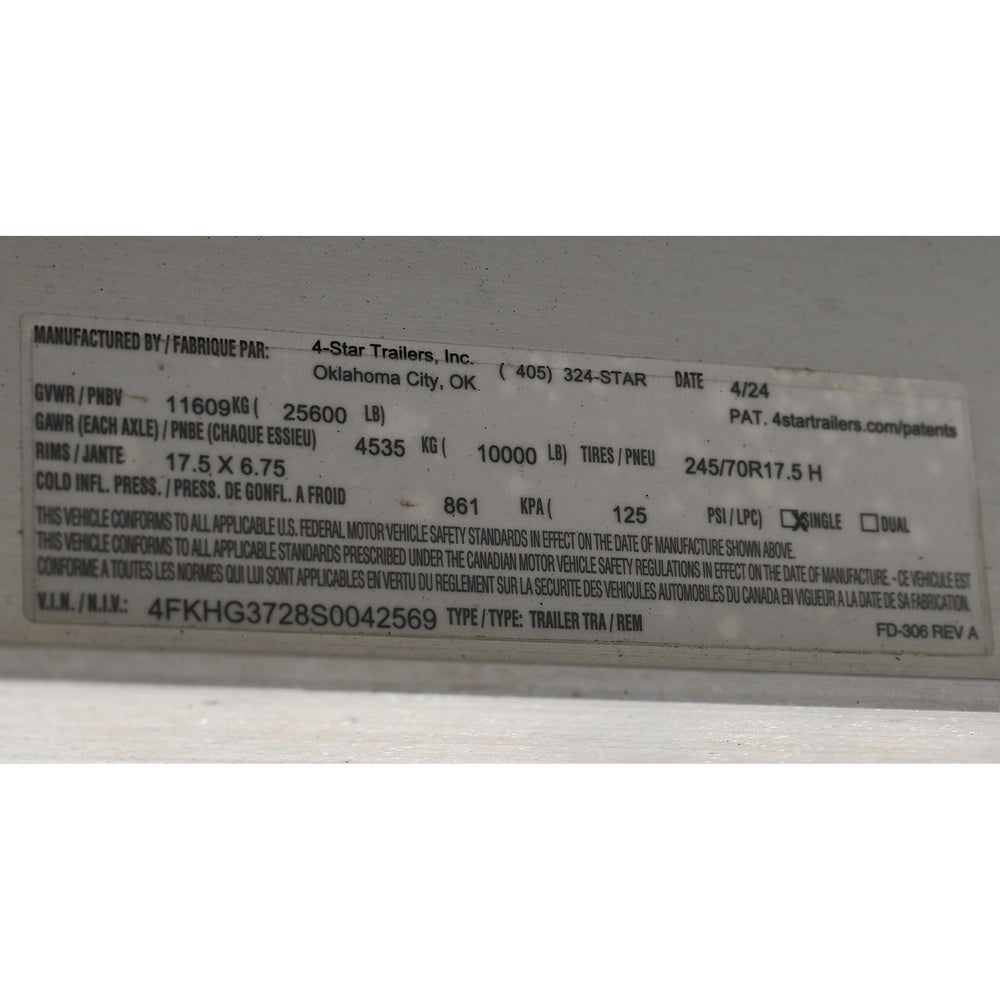 MANUFACTURED BY / FABRIQUE PAR: 4-Star Trailers, Inc. ( 405) 324-STAR DATE 4/24
Oklahoma City, OK
PAT. 4startrailers.com/patents
GVWR / PNBV 11609 KG ( 25600 LB)
GAWR (EACH AXLE) / PNBE (CHAQUE ESSIEU) 4535 KG ( 10000 LB) TIRES / PNEU 245/70R17.5 H
RIMS / JANTE 17.5 X 6.75
COLD INFL. PRESS. / PRESS. DE GONFL. A FROID 861 KPA ( 125 PSI / LPC) X SINGLE DUAL
THIS VEHICLE CONFORMS TO ALL APPLICABLE U.S. FEDERAL MOTOR VEHICLE SAFETY STANDARDS IN EFFECT ON THE DATE OF MANUFACTURE SHOWN ABOVE.
THIS VEHICLE CONFORMS TO ALL APPLICABLE STANDARDS PRESCRIBED UNDER THE CANADIAN MOTOR VEHICLE SAFETY REGULATIONS IN EFFECT ON THE DATE OF MANUFACTURE. - CE VEHICULE EST
CONFORME A TOUTES LES NORMES QUI LUI SONT APPLICABLES EN VERTU DU REGLEMENT SUR LA SECURITE DES VEHICULES AUTOMOBILES DU CANADA EN VIGUEUR A LA DATE DE SA FABRICATION.
V.I.N. / N.I.V.: 4FKHG3728S0042569 TYPE / TYPE: TRAILER TRA / REM FD-306 REV A